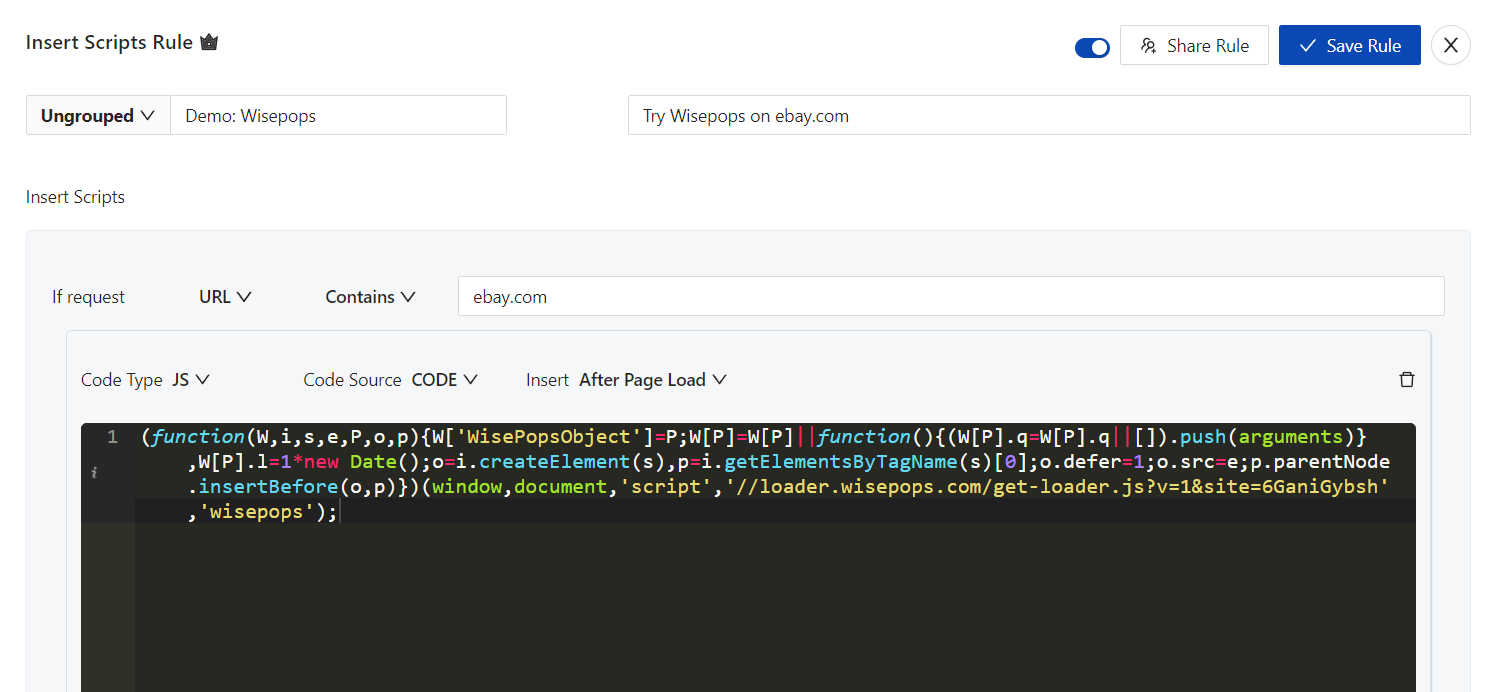 Insert Scripts Rule
Share Rule
Save Rule
Ungrouped
Demo: Wisepops
Try Wisepops on ebay.com
Insert Scripts
If request
URL
Contains
ebay.com
Code Type JS
Code Source CODE
Insert After Page Load
1 (function(W,i,s,e,P,o,p){W['WisePopsObject']=P;W[P]=W[P]||function(){(W[P].q=W[P].q||[]).push(arguments)}
i ,W[P].l=1*new Date();o=i.createElement(s),p=i.getElementsByTagName(s)[0];o.defer=1;o.src=e;p.parentNode
.insertBefore(o,p)})(window,document,'script','//loader.wisepops.com/get-loader.js?v=1&site=6GaniGybsh'
,'wisepops');